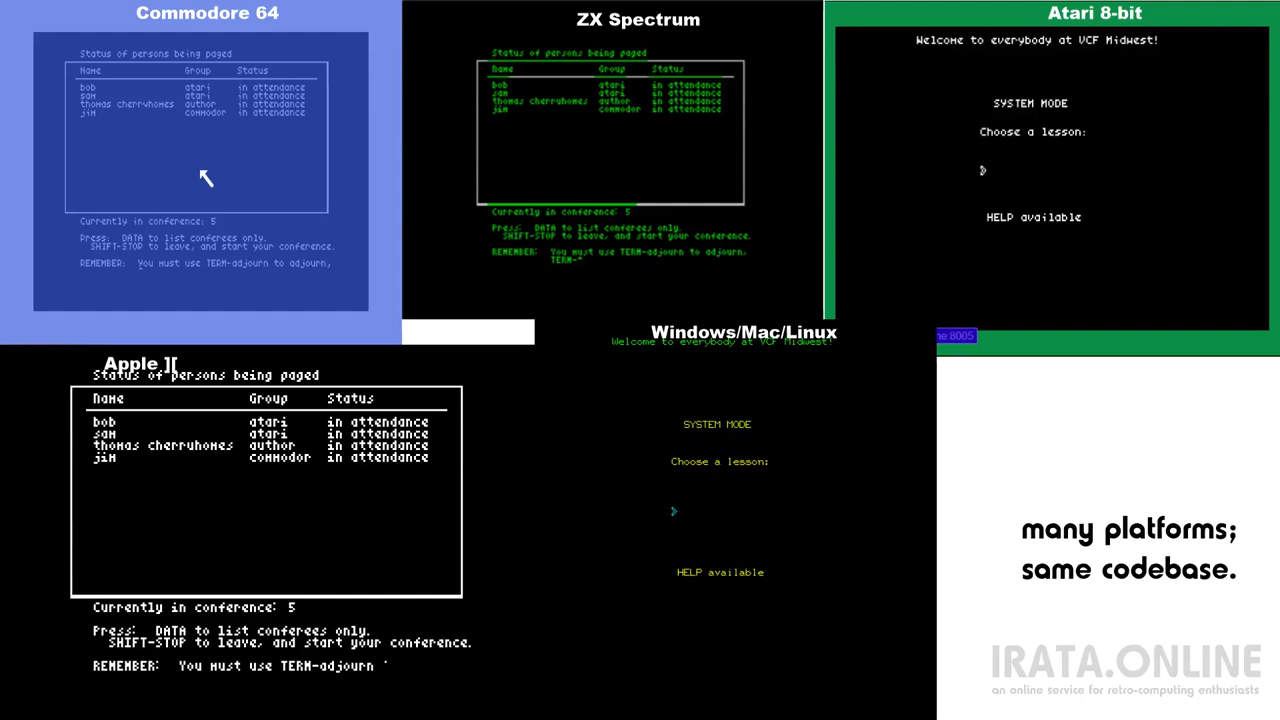 Commodore 64
Status of persons being paged
Name Group Status
bob atari in attendance
sam atari in attendance
thomas cherryhomes author in attendance
jim commodor in attendance
Currently in conference: 5
Press: DATA to list conferees only.
SHIFT-STOP to leave, and start your conference.
REMEMBER: You must use TERM-adjourn to adjourn,
ZX Spectrum
Status of persons being paged
Name Group Status
bob atari in attendance
sam atari in attendance
thomas cherryhomes author in attendance
jim commodor in attendance
Currently in conference: 5
Press: DATA to list conferees only.
SHIFT-STOP to leave, and start your conference.
REMEMBER: You must use TERM-adjourn to adjourn,
TERM-
Atari 8-bit
Welcome to everybody at VCF Midwest!
SYSTEM MODE
Choose a lesson:
>
HELP available
Apple ][
Status of persons being paged
Name Group Status
bob atari in attendance
sam atari in attendance
thomas cherryhomes author in attendance
jim commodor in attendance
Currently in conference: 5
Press: DATA to list conferees only.
SHIFT-STOP to leave, and start your conference.
REMEMBER: You must use TERM-adjourn
Windows/Mac/Linux
Welcome to everybody at VCF Midwest!
SYSTEM MODE
Choose a lesson:
>
HELP available
ne:8005
many platforms;
same codebase.
IRATA.ONLINE
an online service for retro-computing enthusiasts